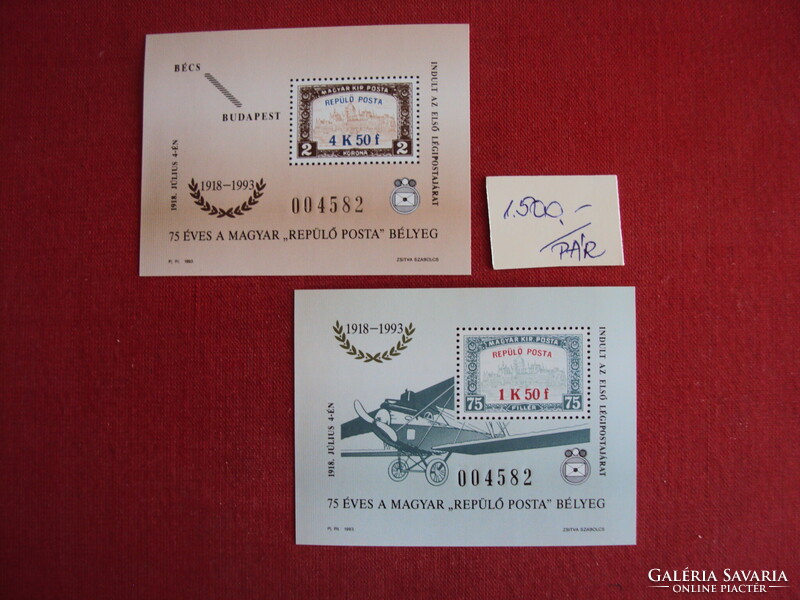 BÉCS
BUDAPEST
MAGYAR KIR POSTA
REPÜLŐ POSTA
4 K 50 f
2 2
KORONA
INDULT AZ ELSŐ LÉGIPOSTAJÁRAT
1918. JÚLIUS 4-ÉN
1918-1993
004582
75 ÉVES A MAGYAR „REPÜLŐ POSTA" BÉLYEG
PJ. PI. 1993
ZSITVA SZABOLCS
1.500,-
/PÁR
1918-1993
MAGYAR KIR POSTA
REPÜLŐ POSTA
1 K 50 f
75 75
FILLÉR
INDULT AZ ELSŐ LÉGIPOSTAJÁRAT
1918. JÚLIUS 4-ÉN
004582
75 ÉVES A MAGYAR „REPÜLŐ POSTA" BÉLYEG
ZSITVA SZABOLCS
GALÉRIA SAVARIA
ONLINE PIACTÉR